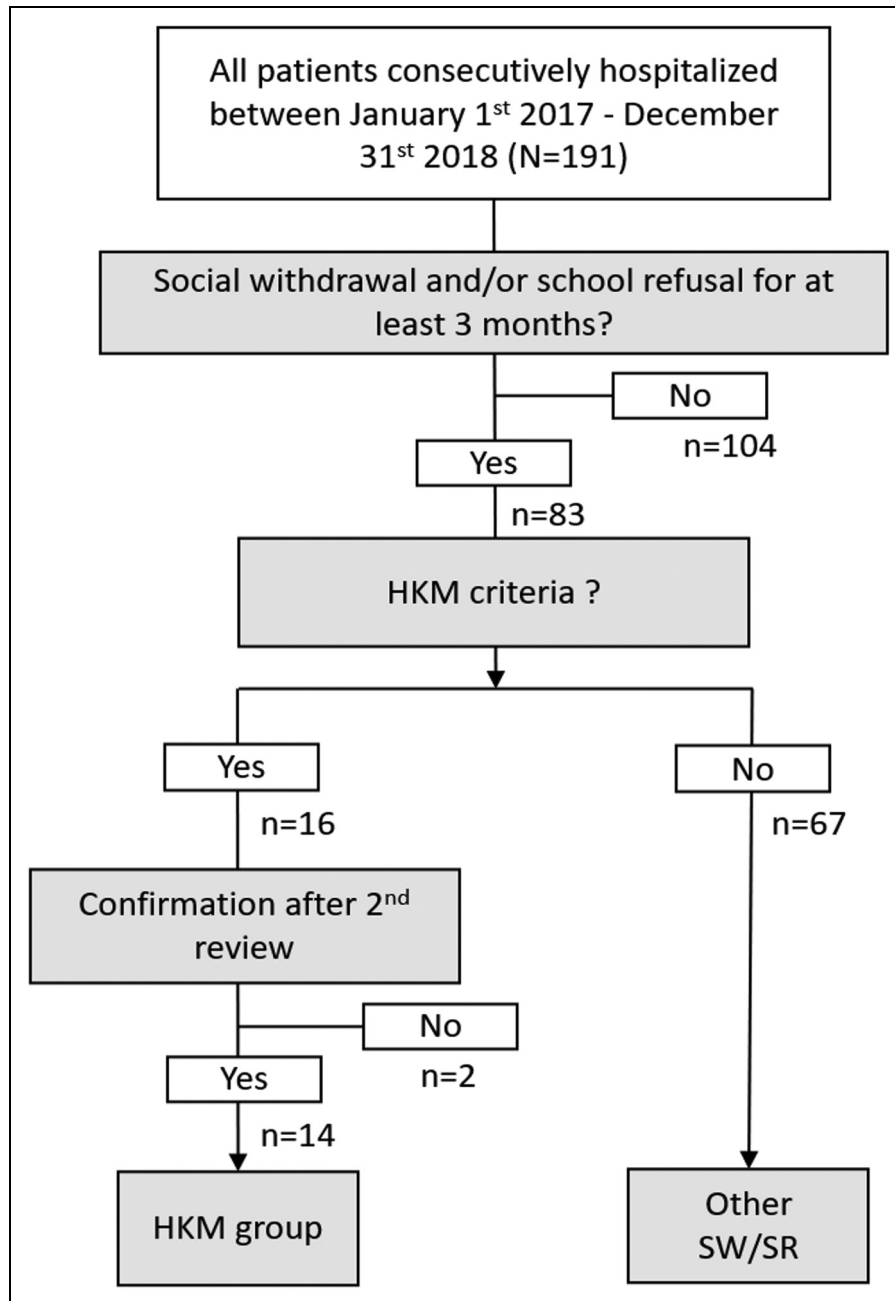 All patients consecutively hospitalized
between January 1st 2017 - December
31st 2018 (N=191)
Social withdrawal and/or school refusal for at
least 3 months?
No
n=104
Yes
n=83
HKM criteria ?
Yes
No
n=16
n=67
Confirmation after 2nd
review
No
n=2
Yes
n=14
HKM group
Other
SW/SR